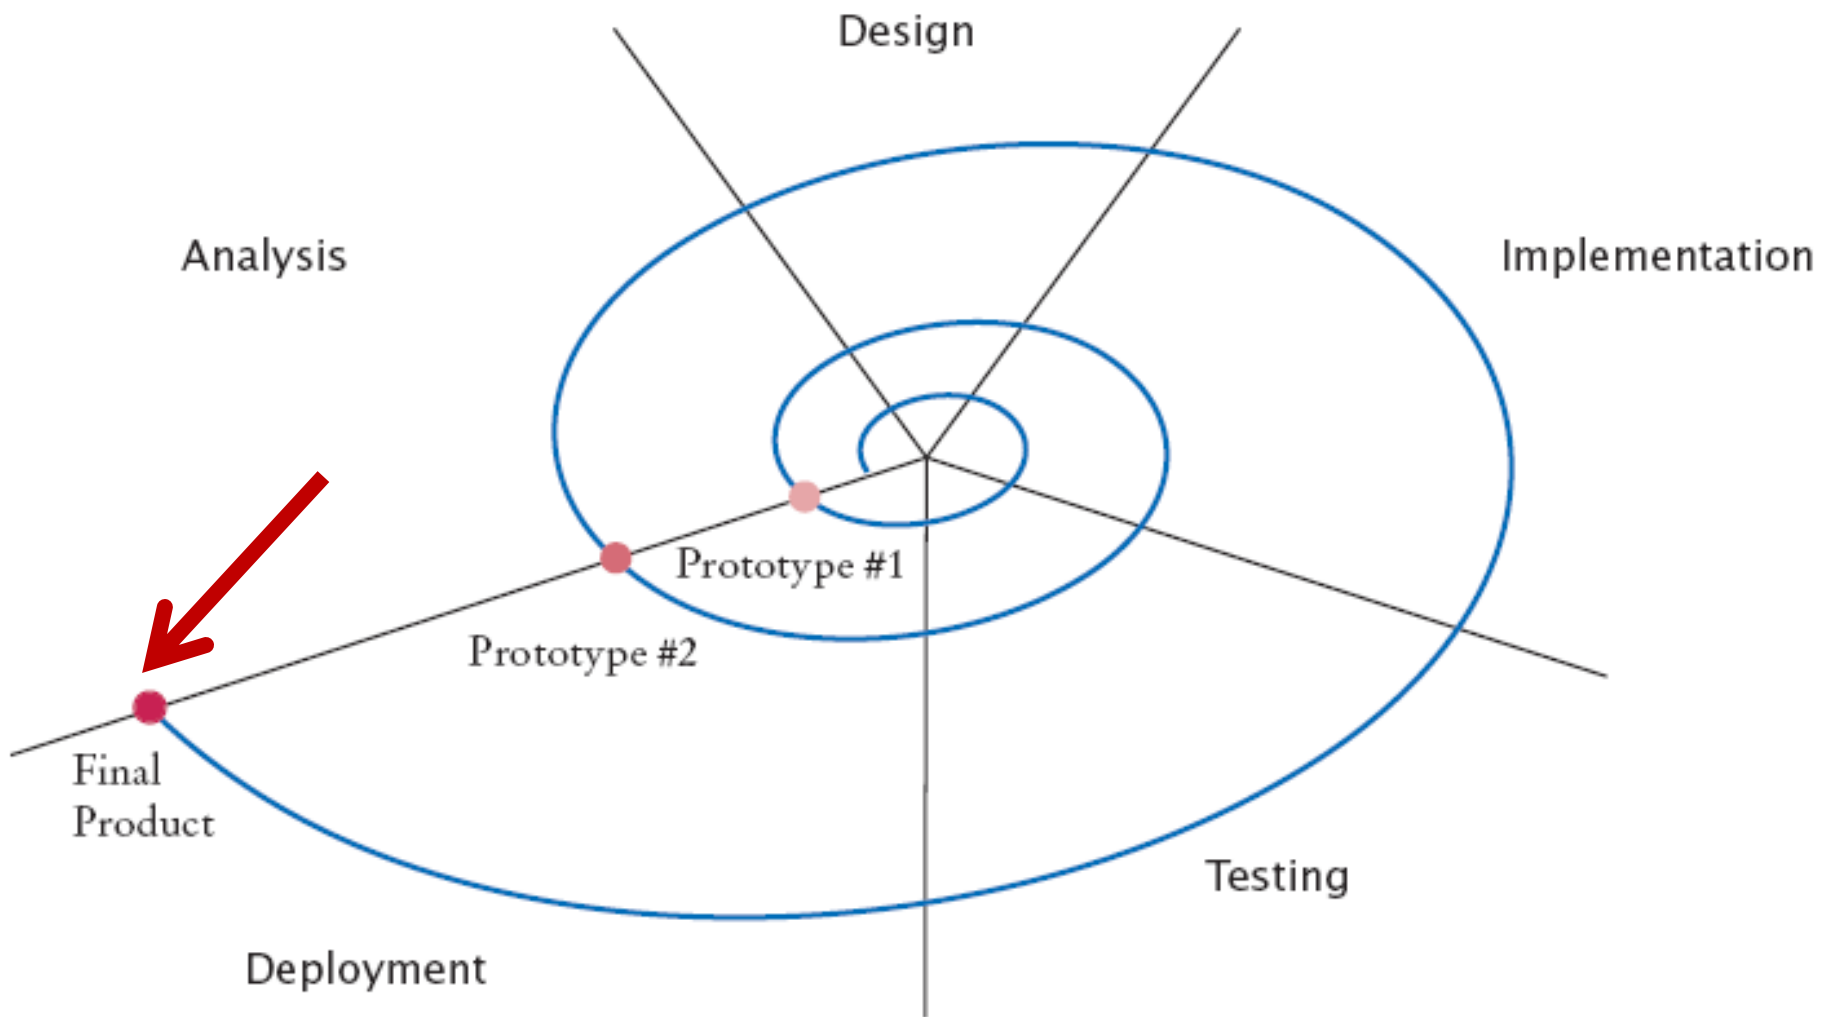 Design
Analysis
Implementation
Prototype #1
Prototype #2
Final
Product
Testing
Deployment